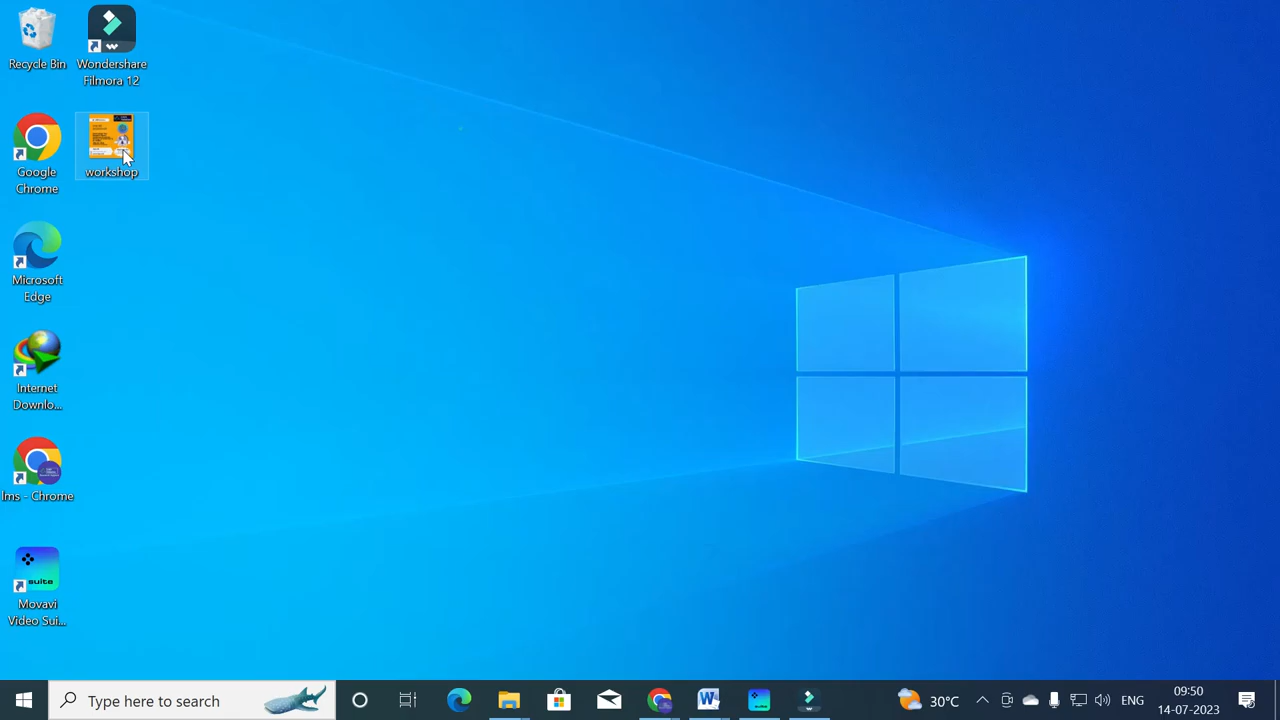 Recycle Bin
Wondershare
Filmora 12
Google
Chrome
workshop
Microsoft
Edge
Internet
Downlo...
lms - Chrome
suite
Movavi
Video Sui...
Type here to search
W
30°C
ENG
09:50
14-07-2023